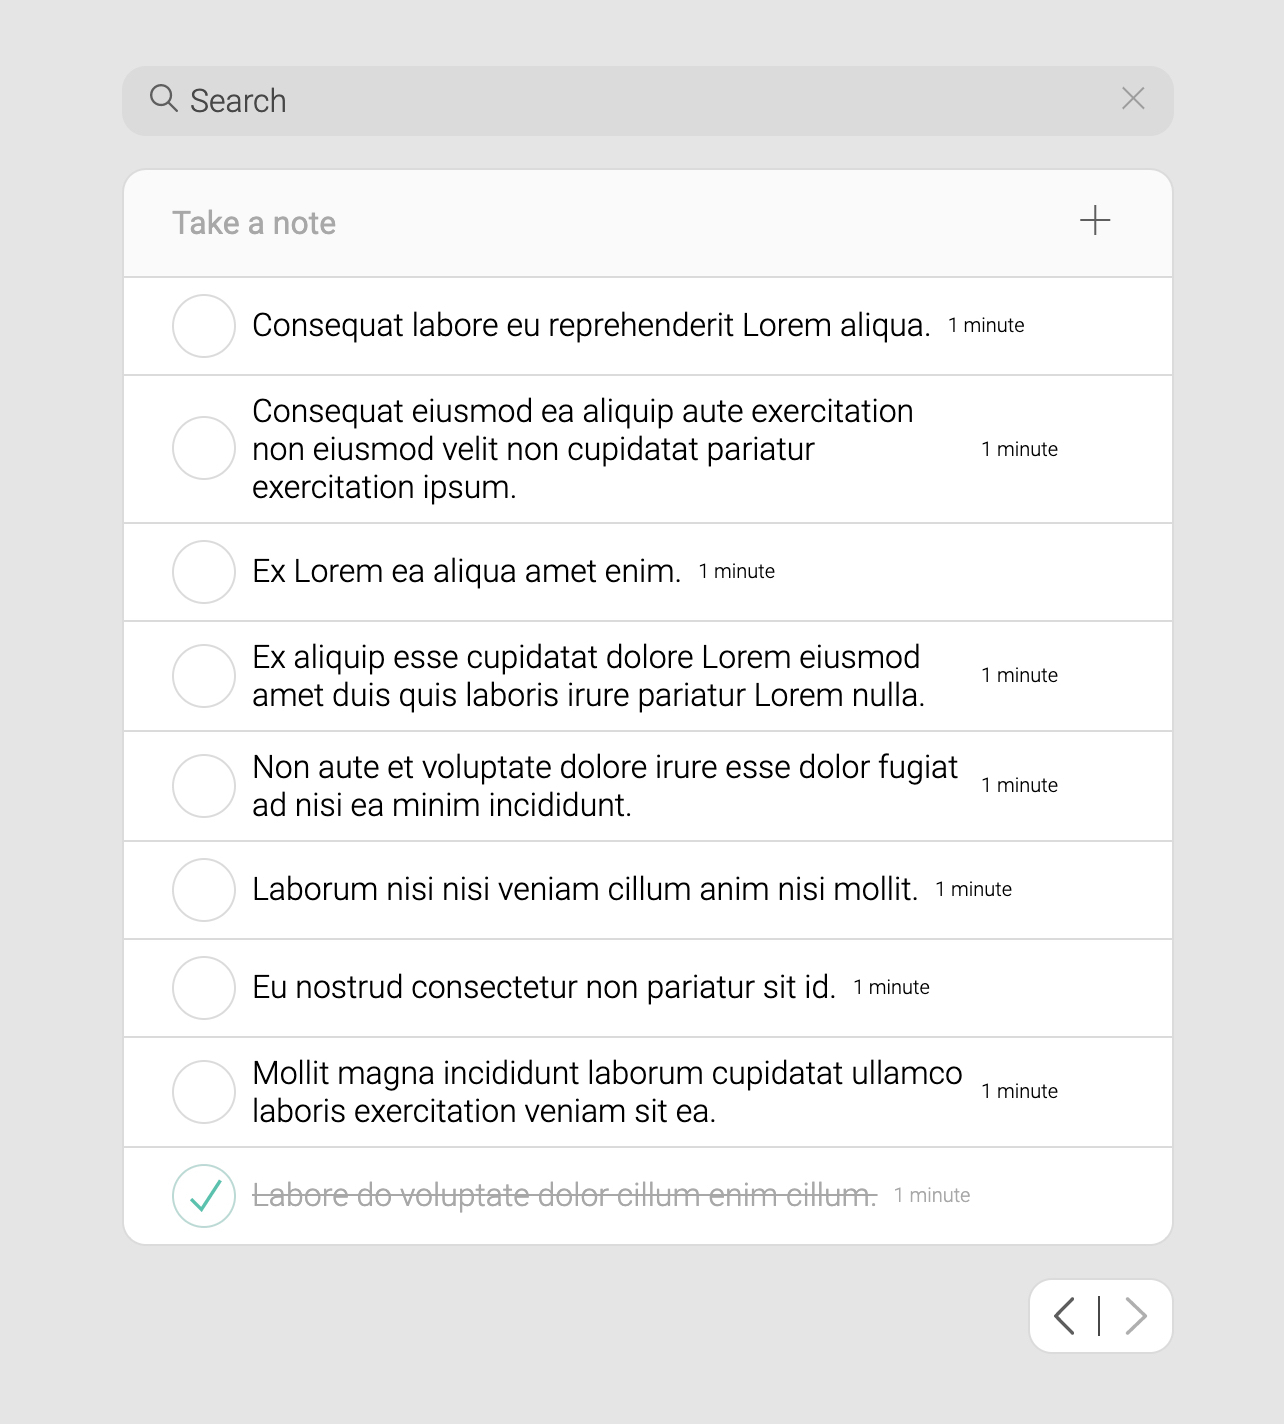 Search
Take a note
Consequat labore eu reprehenderit Lorem aliqua. 1 minute
Consequat eiusmod ea aliquip aute exercitation
non eiusmod velit non cupidatat pariatur
exercitation ipsum.
1 minute
Ex Lorem ea aliqua amet enim. 1 minute
Ex aliquip esse cupidatat dolore Lorem eiusmod
amet duis quis laboris irure pariatur Lorem nulla.
1 minute
Non aute et voluptate dolore irure esse dolor fugiat
ad nisi ea minim incididunt.
1 minute
Laborum nisi nisi veniam cillum anim nisi mollit. 1 minute
Eu nostrud consectetur non pariatur sit id. 1 minute
Mollit magna incididunt laborum cupidatat ullamco
laboris exercitation veniam sit ea.
1 minute
Labore do voluptate dolor cillum enim cillum. 1 minute